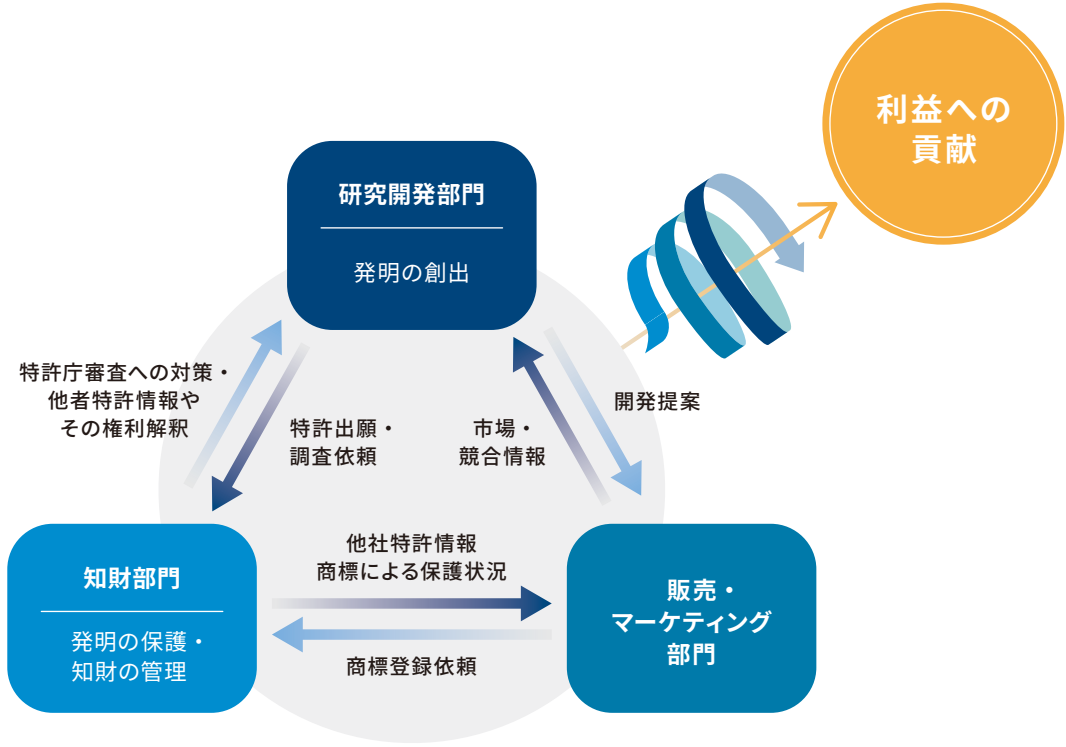 利益への
貢献
研究開発部門
発明の創出
特許庁審査への対策・
他者特許情報や
その権利解釈
特許出願・
調査依頼
市場・
競合情報
開発提案
知財部門
発明の保護・
知財の管理
他社特許情報
商標による保護状況
商標登録依頼
販売・
マーケティング
部門